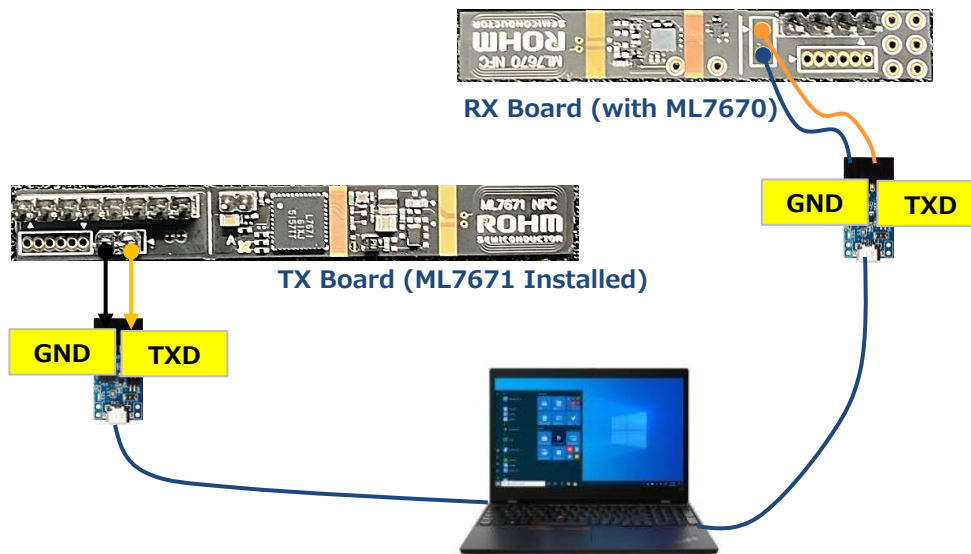 ML7670 NFC
ROHM
SEMICONDUCTOR
RX Board (with ML7670)
GND
TXD
ML7671 NFC
ROHM
SEMICONDUCTOR
A
TX Board (ML7671 Installed)
GND
TXD